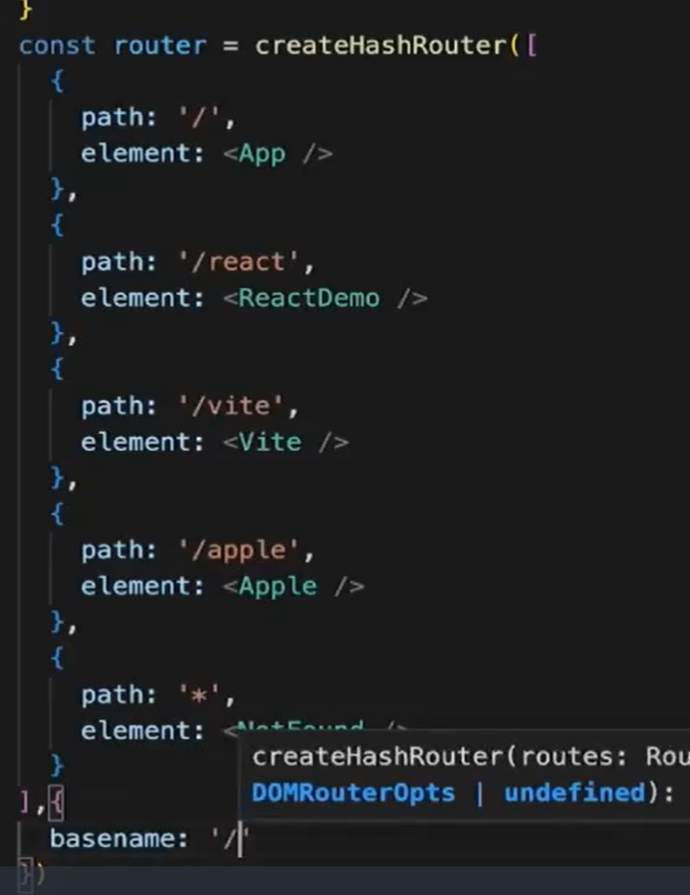 }
const router = createHashRouter([
{
path: '/',
element: <App />
},
{
path: '/react',
element: <ReactDemo />
},
{
path: '/vite',
element: <Vite />
},
{
path: '/apple',
element: <Apple />
},
{
path: '*',
element: <NotFound />
}
createHashRouter(routes: Rou
DOMRouterOpts | undefined):
],{
basename: '/'
})